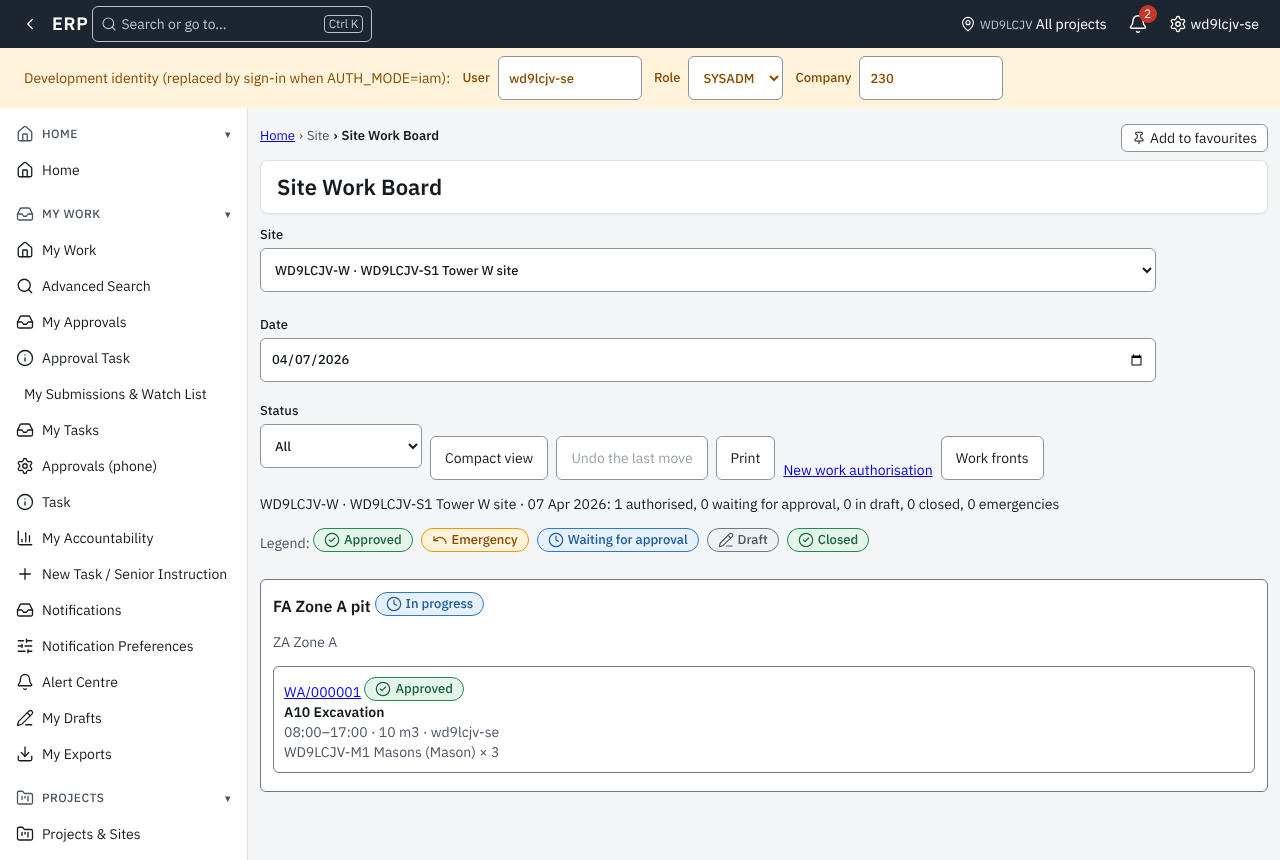 ERP
Search or go to...
Ctrl K
WD9LCJV All projects
2
wd9lcjv-se
Development identity (replaced by sign-in when AUTH_MODE=iam):
User
wd9lcjv-se
Role
SYSADM
Company
230
HOME
Home
MY WORK
My Work
Advanced Search
My Approvals
Approval Task
My Submissions & Watch List
My Tasks
Approvals (phone)
Task
My Accountability
New Task / Senior Instruction
Notifications
Notification Preferences
Alert Centre
My Drafts
My Exports
PROJECTS
Projects & Sites
Home › Site › Site Work Board
Add to favourites
Site Work Board
Site
WD9LCJV-W · WD9LCJV-S1 Tower W site
Date
04/07/2026
Status
All
Compact view
Undo the last move
Print
New work authorisation
Work fronts
WD9LCJV-W · WD9LCJV-S1 Tower W site · 07 Apr 2026: 1 authorised, 0 waiting for approval, 0 in draft, 0 closed, 0 emergencies
Legend: Approved Emergency Waiting for approval Draft Closed
FA Zone A pit In progress
ZA Zone A
WA/000001 Approved
A10 Excavation
08:00–17:00 · 10 m3 · wd9lcjv-se
WD9LCJV-M1 Masons (Mason) × 3